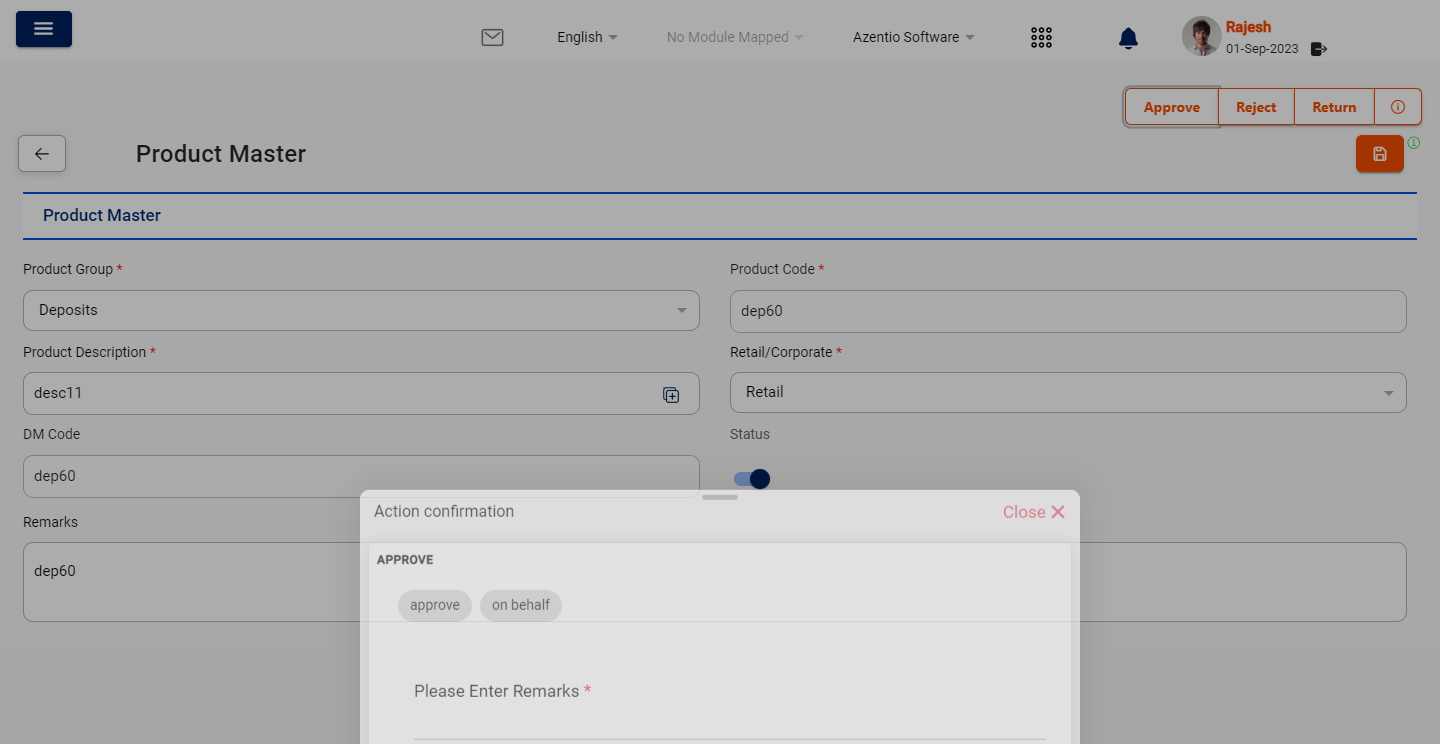 English
No Module Mapped
Azentio Software
Rajesh
01-Sep-2023
Approve
Reject
Return
Product Master
Product Master
Product Group *
Product Code *
Deposits
dep60
Product Description *
Retail/Corporate *
desc11
Retail
DM Code
Status
dep60
Remarks
dep60
Action confirmation
Close
APPROVE
approve
on behalf
Please Enter Remarks *